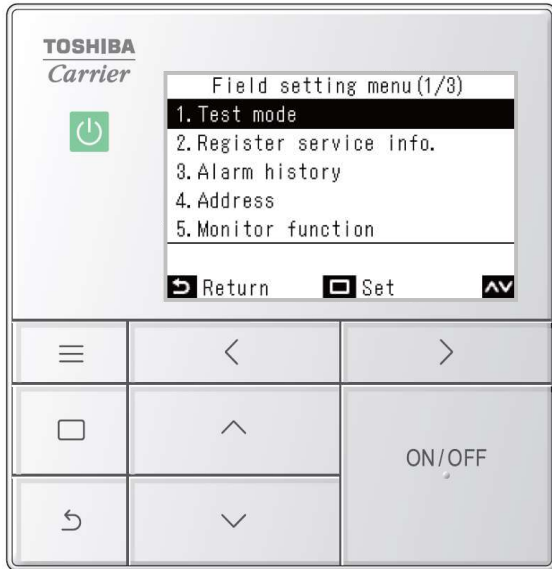 TOSHIBA
Carrier
Field setting menu(1/3)
1.Test mode
2.Register service info.
3.Alarm history
4.Address
5.Monitor function
Return Set
ON/OFF